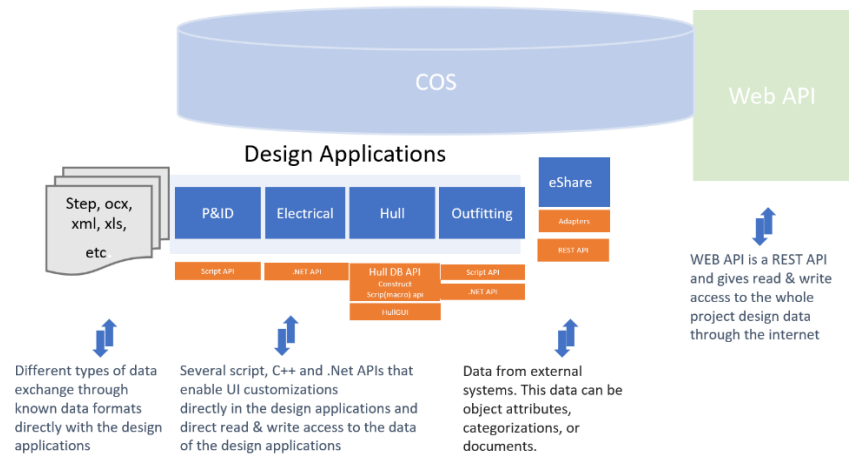 COS
Web API
Design Applications
Step, ocx,
xml, xls,
etc
P&ID
Electrical
Hull
Outfitting
eShare
Adapters
REST API
Script API
.NET API
Hull DB API
Construct
Scrip(macro) api
HullGUI
Script API
.NET API
WEB API is a REST API
and gives read & write
access to the whole
project design data
through the internet
Different types of data
exchange through
known data formats
directly with the design
applications
Several script, C++ and .Net APIs that
enable UI customizations
directly in the design applications and
direct read & write access to the data
of the design applications
Data from external
systems. This data can be
object attributes,
categorizations, or
documents.